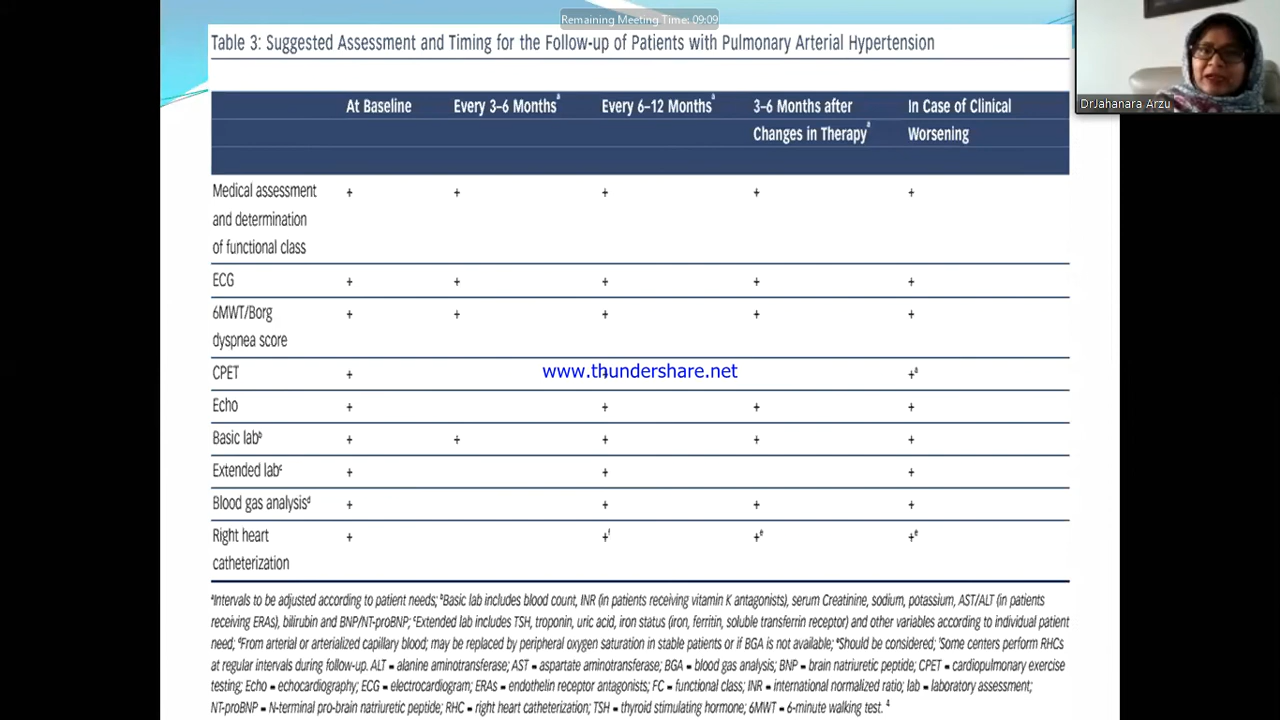 Remaining Meeting Time: 09:09
Table 3: Suggested Assessment and Timing for the Follow-up of Patients with Pulmonary Arterial Hypertension
DrJahanara Arzu
At Baseline Every 3–6 Months a Every 6–12 Months a 3–6 Months after In Case of Clinical
Changes in Therapy a Worsening
Medical assessment + + + + +
and determination
of functional class
ECG + + + + +
6MWT/Borg + + + + +
dyspnea score
CPET + + +a
www.thundershare.net
Echo + + + +
Basic lab b + + + + +
Extended lab c + + +
Blood gas analysis d + + + +
Right heart + +f +e +e
catheterization
aIntervals to be adjusted according to patient needs; bBasic lab includes blood count, INR (in patients receiving vitamin K antagonists), serum Creatinine, sodium, potassium, AST/ALT (in patients
receiving ERAs), bilirubin and BNP/NT-proBNP; cExtended lab includes TSH, troponin, uric acid, iron status (iron, ferritin, soluble transferrin receptor) and other variables according to individual patient
need; dFrom arterial or arterialized capillary blood; may be replaced by peripheral oxygen saturation in stable patients or if BGA is not available; eShould be considered; fSome centers perform RHCs
at regular intervals during follow-up. ALT = alanine aminotransferase; AST = aspartate aminotransferase; BGA = blood gas analysis; BNP = brain natriuretic peptide; CPET = cardiopulmonary exercise
testing; Echo = echocardiography; ECG = electrocardiogram; ERAs = endothelin receptor antagonists; FC = functional class; INR = international normalized ratio; lab = laboratory assessment;
NT-proBNP = N-terminal pro-brain natriuretic peptide; RHC = right heart catheterization; TSH = thyroid stimulating hormone; 6MWT = 6-minute walking test. 4